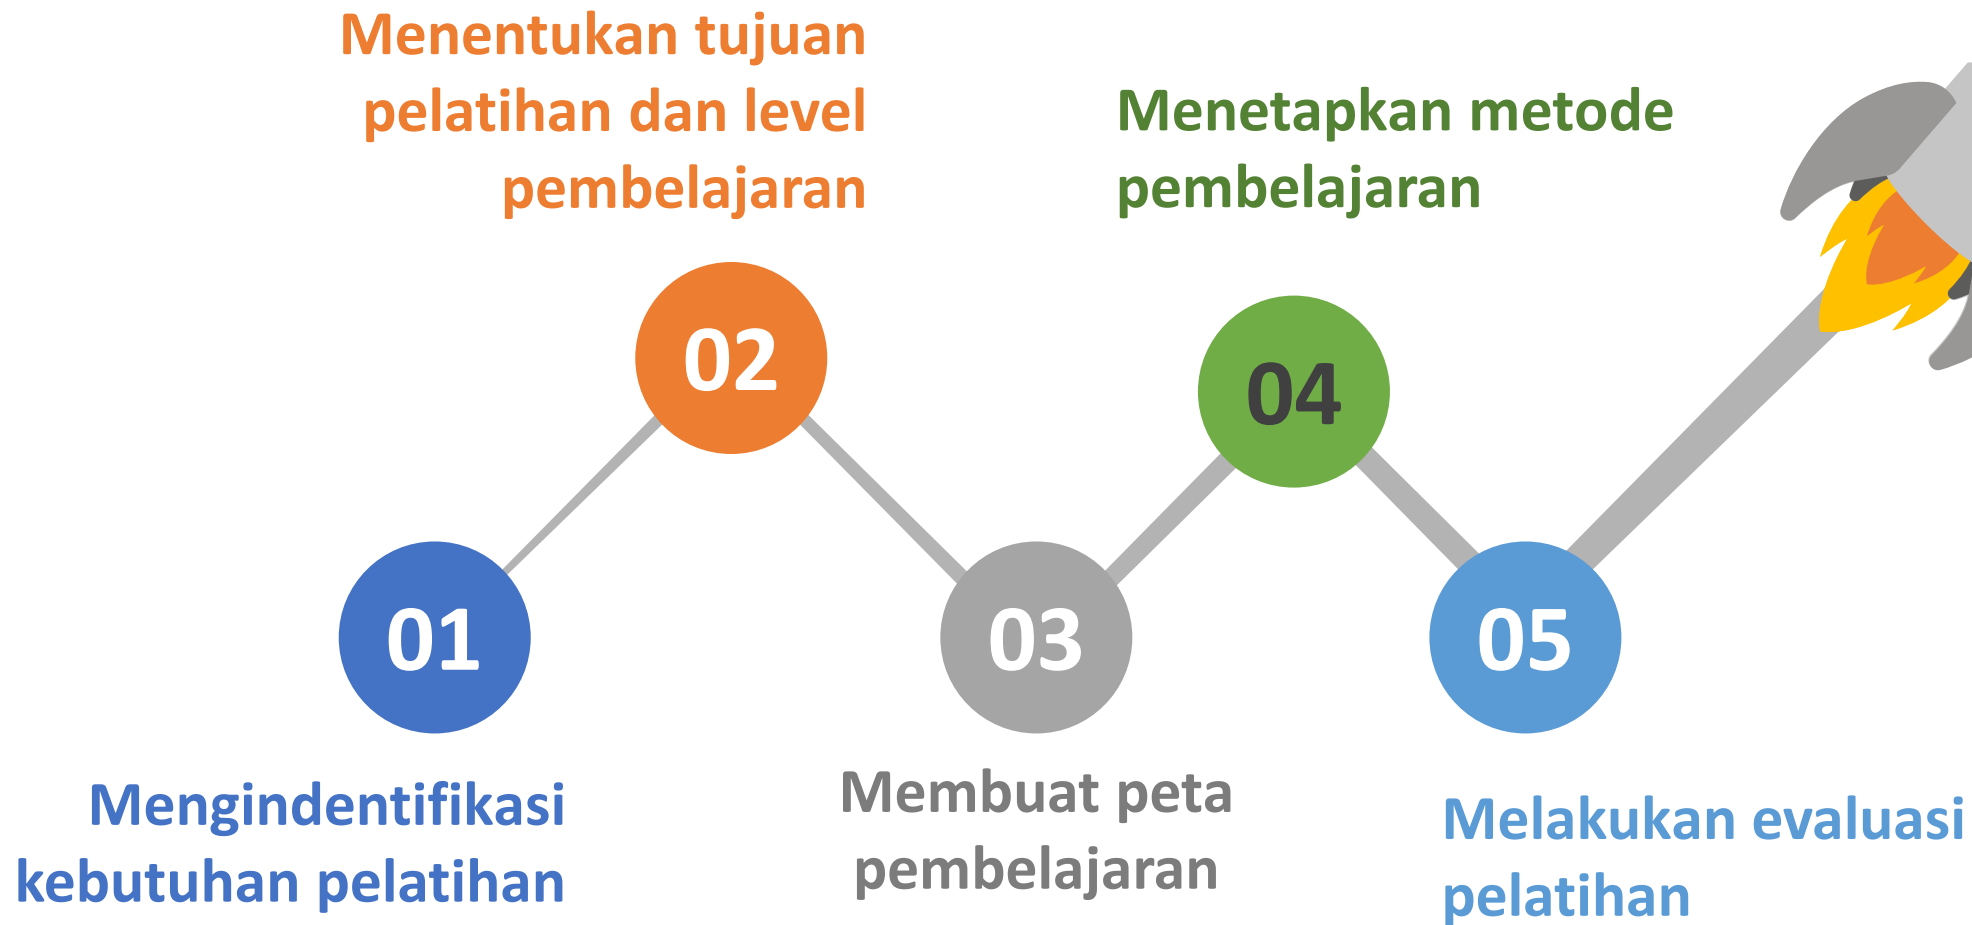 01
Mengindentifikasi
kebutuhan pelatihan
02
Menentukan tujuan
pelatihan dan level
pembelajaran
03
Membuat peta
pembelajaran
04
Menetapkan metode
pembelajaran
05
Melakukan evaluasi
pelatihan